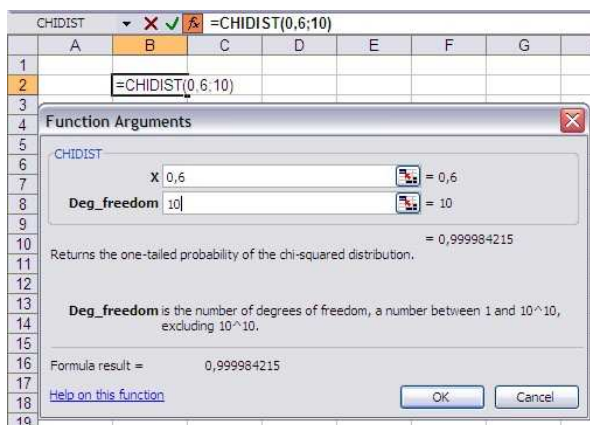 CHIDIST =CHIDIST(0,6;10)
A B C D E F G
1
2 =CHIDIST(0,6;10)
3
4 Function Arguments
5
6 CHIDIST
7 X 0,6 = 0,6
8 Deg_freedom 10 = 10
9
10 = 0,999984215
11 Returns the one-tailed probability of the chi-squared distribution.
12
13 Deg_freedom is the number of degrees of freedom, a number between 1 and 10^10,
14 excluding 10^10.
15
16 Formula result = 0,999984215
17
18 Help on this function OK Cancel
19